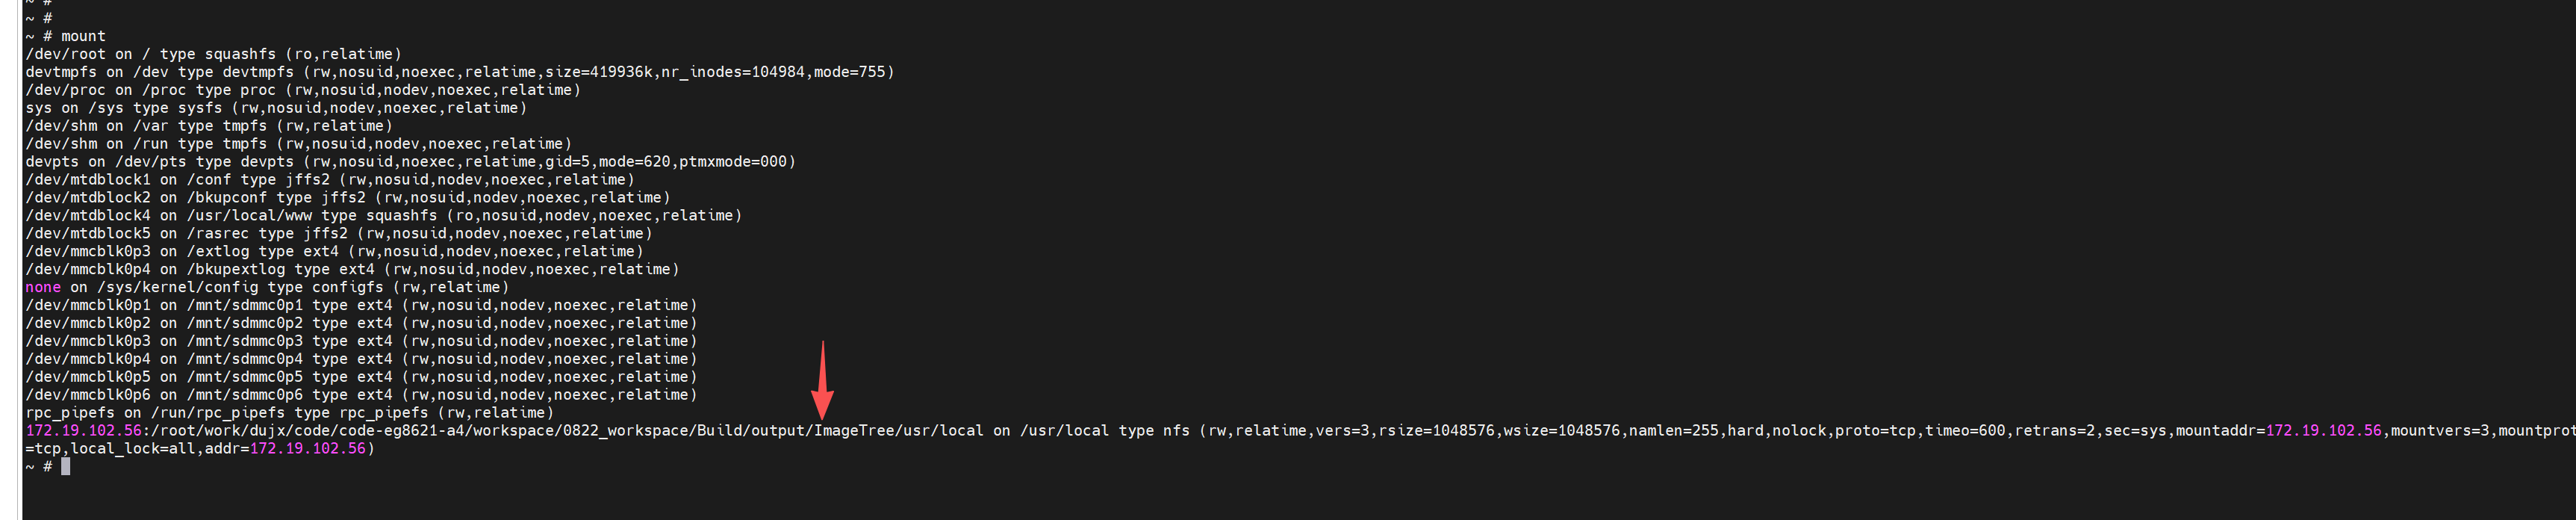 ~ #
~ #
~ # mount
/dev/root on / type squashfs (ro,relatime)
devtmpfs on /dev type devtmpfs (rw,nosuid,noexec,relatime,size=419936k,nr_inodes=104984,mode=755)
/dev/proc on /proc type proc (rw,nosuid,nodev,noexec,relatime)
sys on /sys type sysfs (rw,nosuid,nodev,noexec,relatime)
/dev/shm on /var type tmpfs (rw,relatime)
/dev/shm on /run type tmpfs (rw,nosuid,nodev,noexec,relatime)
devpts on /dev/pts type devpts (rw,nosuid,noexec,relatime,gid=5,mode=620,ptmxmode=000)
/dev/mtdblock1 on /conf type jffs2 (rw,nosuid,nodev,noexec,relatime)
/dev/mtdblock2 on /bkupconf type jffs2 (rw,nosuid,nodev,noexec,relatime)
/dev/mtdblock4 on /usr/local/www type squashfs (ro,nosuid,nodev,noexec,relatime)
/dev/mtdblock5 on /rasrec type jffs2 (rw,nosuid,nodev,noexec,relatime)
/dev/mmcblk0p3 on /extlog type ext4 (rw,nosuid,nodev,noexec,relatime)
/dev/mmcblk0p4 on /bkupextlog type ext4 (rw,nosuid,nodev,noexec,relatime)
none on /sys/kernel/config type configfs (rw,relatime)
/dev/mmcblk0p1 on /mnt/sdmmc0p1 type ext4 (rw,nosuid,nodev,noexec,relatime)
/dev/mmcblk0p2 on /mnt/sdmmc0p2 type ext4 (rw,nosuid,nodev,noexec,relatime)
/dev/mmcblk0p3 on /mnt/sdmmc0p3 type ext4 (rw,nosuid,nodev,noexec,relatime)
/dev/mmcblk0p4 on /mnt/sdmmc0p4 type ext4 (rw,nosuid,nodev,noexec,relatime)
/dev/mmcblk0p5 on /mnt/sdmmc0p5 type ext4 (rw,nosuid,nodev,noexec,relatime)
/dev/mmcblk0p6 on /mnt/sdmmc0p6 type ext4 (rw,nosuid,nodev,noexec,relatime)
rpc_pipefs on /run/rpc_pipefs type rpc_pipefs (rw,relatime)
172.19.102.56:/root/work/dujx/code/code-eg8621-a4/workspace/0822_workspace/Build/output/ImageTree/usr/local on /usr/local type nfs (rw,relatime,vers=3,rsize=1048576,wsize=1048576,namlen=255,hard,nolock,proto=tcp,timeo=600,retrans=2,sec=sys,mountaddr=172.19.102.56,mountvers=3,mountprot
=tcp,local_lock=all,addr=172.19.102.56)
~ #